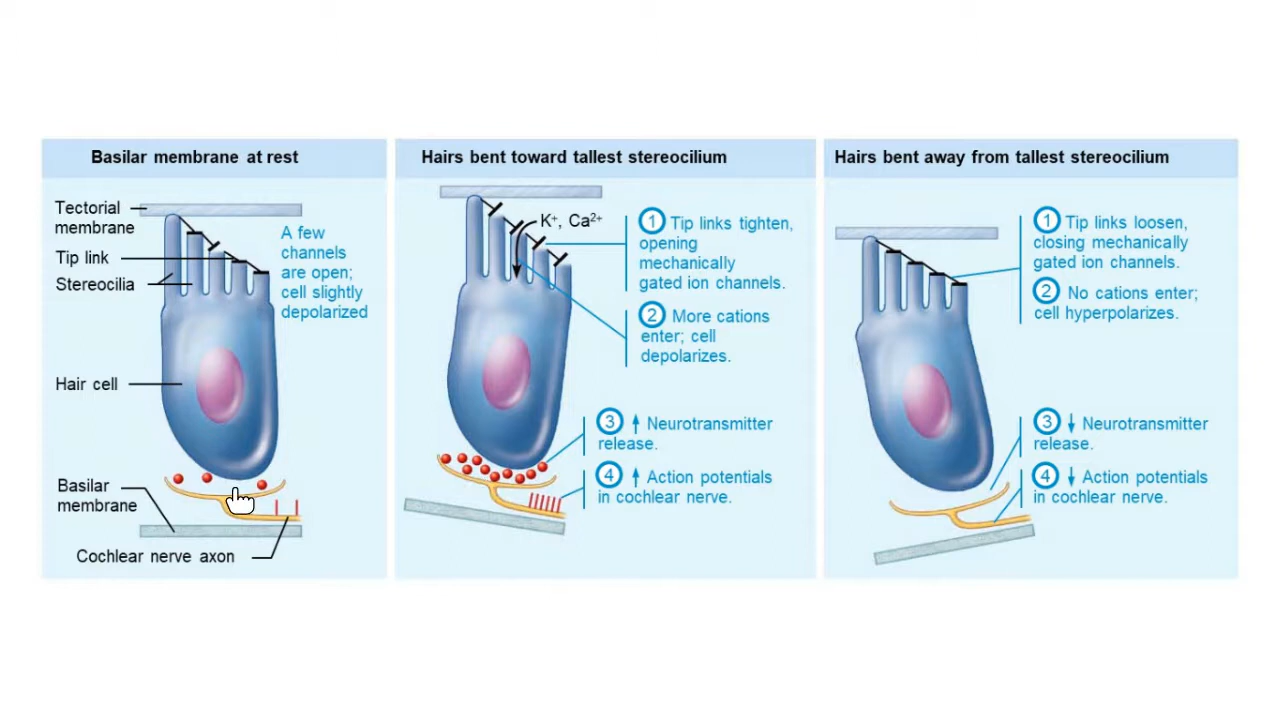 Basilar membrane at rest
Tectorial
membrane
Tip link
Stereocilia
A few
channels
are open;
cell slightly
depolarized
Hair cell
Basilar
membrane
Cochlear nerve axon
Hairs bent toward tallest stereocilium
K⁺, Ca²⁺
1 Tip links tighten,
opening
mechanically
gated ion channels.
2 More cations
enter; cell
depolarizes.
3 ↑ Neurotransmitter
release.
4 ↑ Action potentials
in cochlear nerve.
Hairs bent away from tallest stereocilium
1 Tip links loosen,
closing mechanically
gated ion channels.
2 No cations enter;
cell hyperpolarizes.
3 ↓ Neurotransmitter
release.
4 ↓ Action potentials
in cochlear nerve.